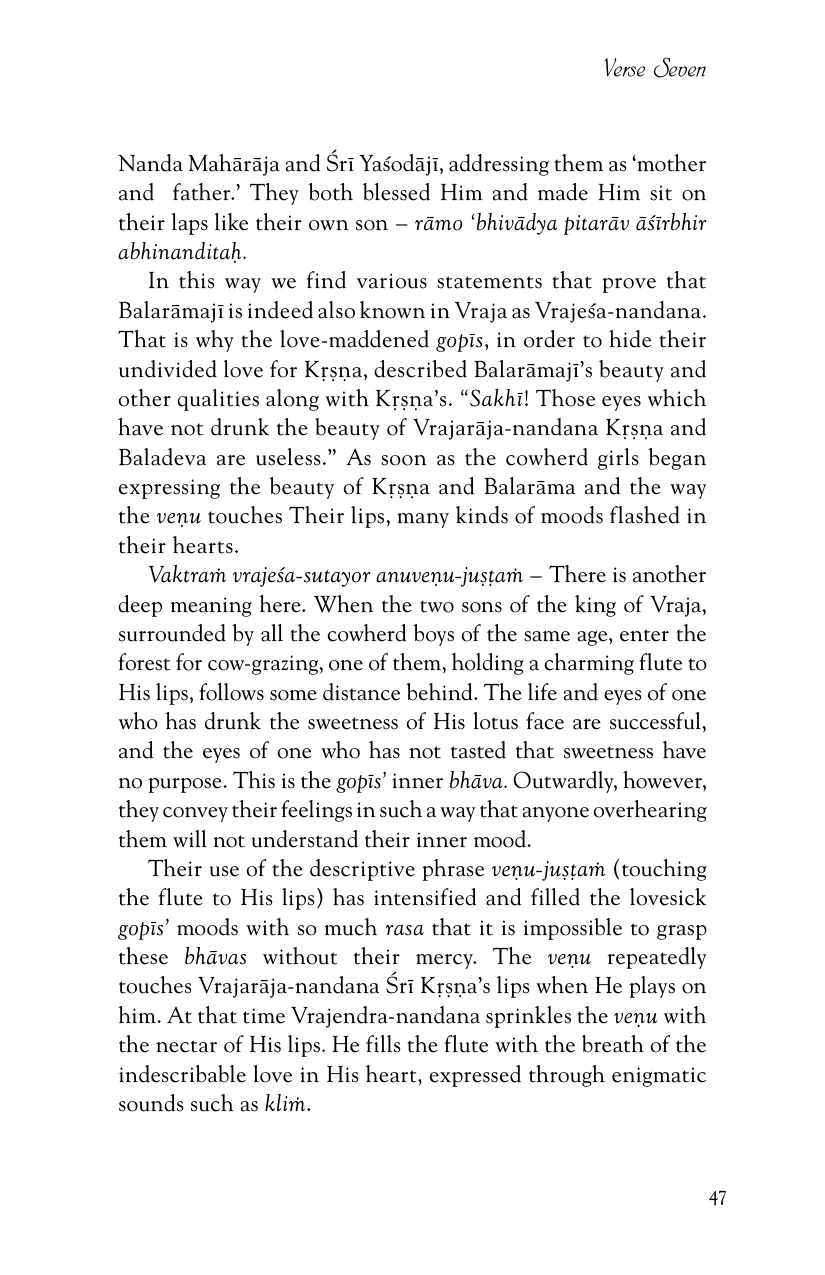 Verse Seven
Nanda Mahārāja and Śrī Yaśodājī, addressing them as ‘mother
and father.’ They both blessed Him and made Him sit on
their laps like their own son – rāmo ‘bhivādya pitarāv āśīrbhir
abhinanditaḥ.
In this way we find various statements that prove that
Balarāmajī is indeed also known in Vraja as Vrajeśa-nandana.
That is why the love-maddened gopīs, in order to hide their
undivided love for Kṛṣṇa, described Balarāmajī’s beauty and
other qualities along with Kṛṣṇa’s. “Sakhī! Those eyes which
have not drunk the beauty of Vrajarāja-nandana Kṛṣṇa and
Baladeva are useless.” As soon as the cowherd girls began
expressing the beauty of Kṛṣṇa and Balarāma and the way
the veṇu touches Their lips, many kinds of moods flashed in
their hearts.
Vaktraṁ vrajeśa-sutayor anuveṇu-juṣṭaṁ – There is another
deep meaning here. When the two sons of the king of Vraja,
surrounded by all the cowherd boys of the same age, enter the
forest for cow-grazing, one of them, holding a charming flute to
His lips, follows some distance behind. The life and eyes of one
who has drunk the sweetness of His lotus face are successful,
and the eyes of one who has not tasted that sweetness have
no purpose. This is the gopīs’ inner bhāva. Outwardly, however,
they convey their feelings in such a way that anyone overhearing
them will not understand their inner mood.
Their use of the descriptive phrase veṇu-juṣṭaṁ (touching
the flute to His lips) has intensified and filled the lovesick
gopīs’ moods with so much rasa that it is impossible to grasp
these bhāvas without their mercy. The veṇu repeatedly
touches Vrajarāja-nandana Śrī Kṛṣṇa’s lips when He plays on
him. At that time Vrajendra-nandana sprinkles the veṇu with
the nectar of His lips. He fills the flute with the breath of the
indescribable love in His heart, expressed through enigmatic
sounds such as kliṁ.
47